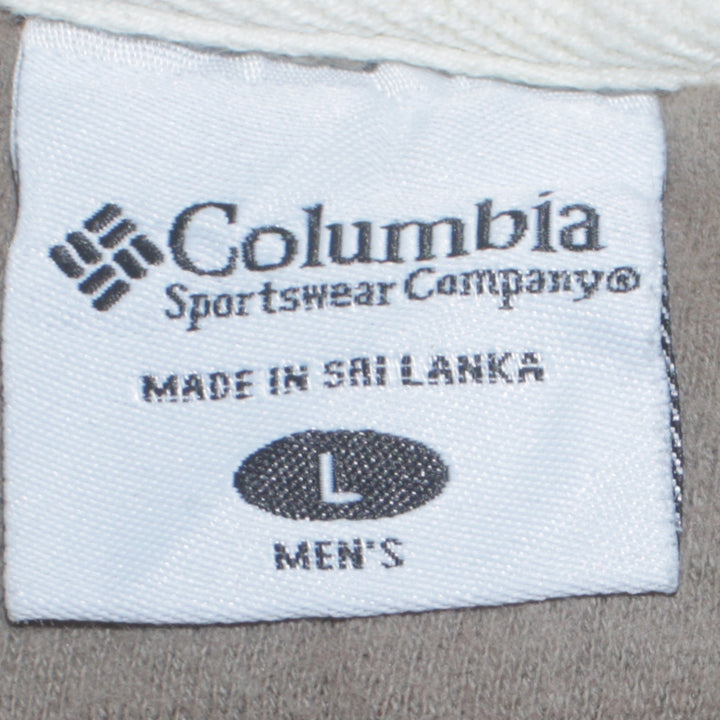 Columbia
Sportswear Company®
MADE IN SRI LANKA
L
MEN'S